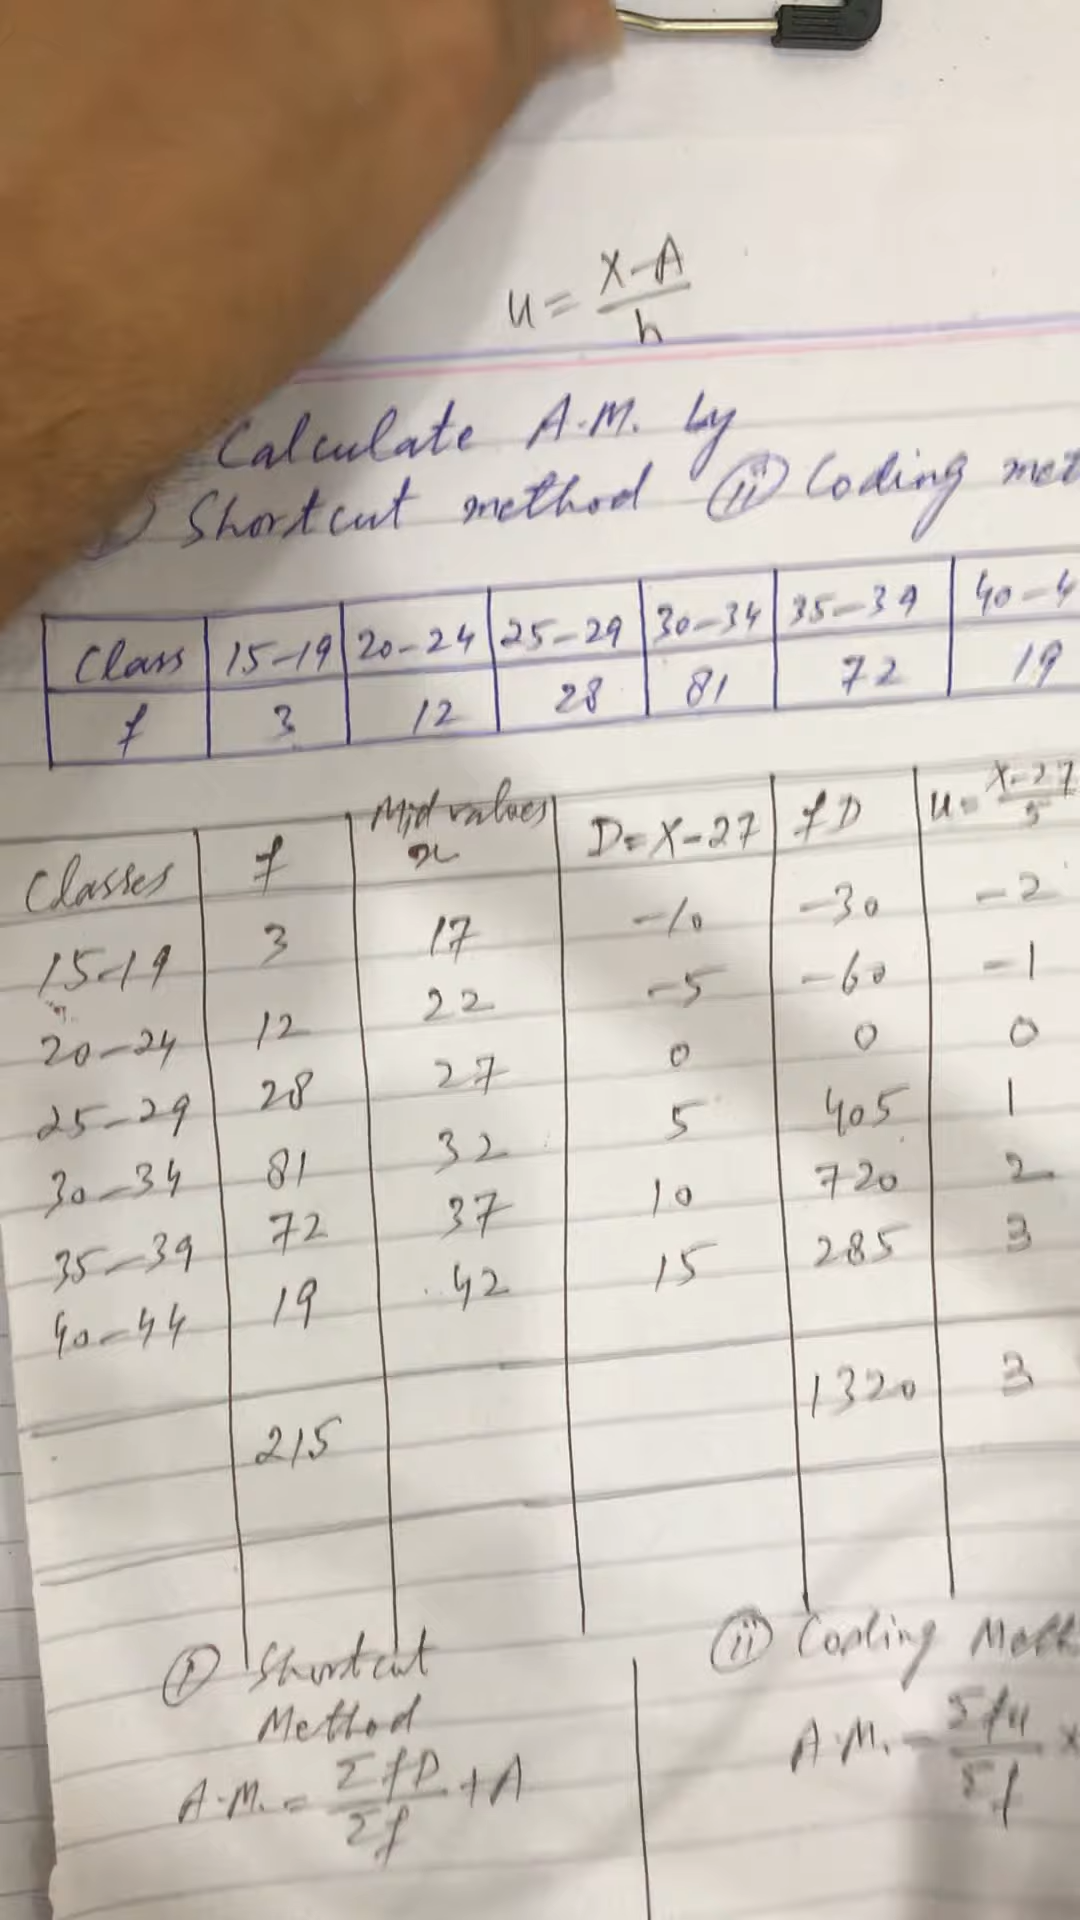 u = X-A / h
Calculate A.M. by
Shortcut method (ii) Coding met
Class 15-19 20-24 25-29 30-34 35-39 40-4
f 3 12 28 81 72 19
Classes f Mid values x D=X-27 fD u= X-27 / 5
15-19 3 17 -10 -30 -2
20-24 12 22 -5 -60 -1
25-29 28 27 0 0 0
30-34 81 32 5 405 1
35-39 72 37 10 720 2
40-44 19 42 15 285 3
215 1320 3
(i) Shortcut Method
A.M. = ΣfD / Σf + A
(ii) Coding Meth
A.M. = Σfu / Σf ×